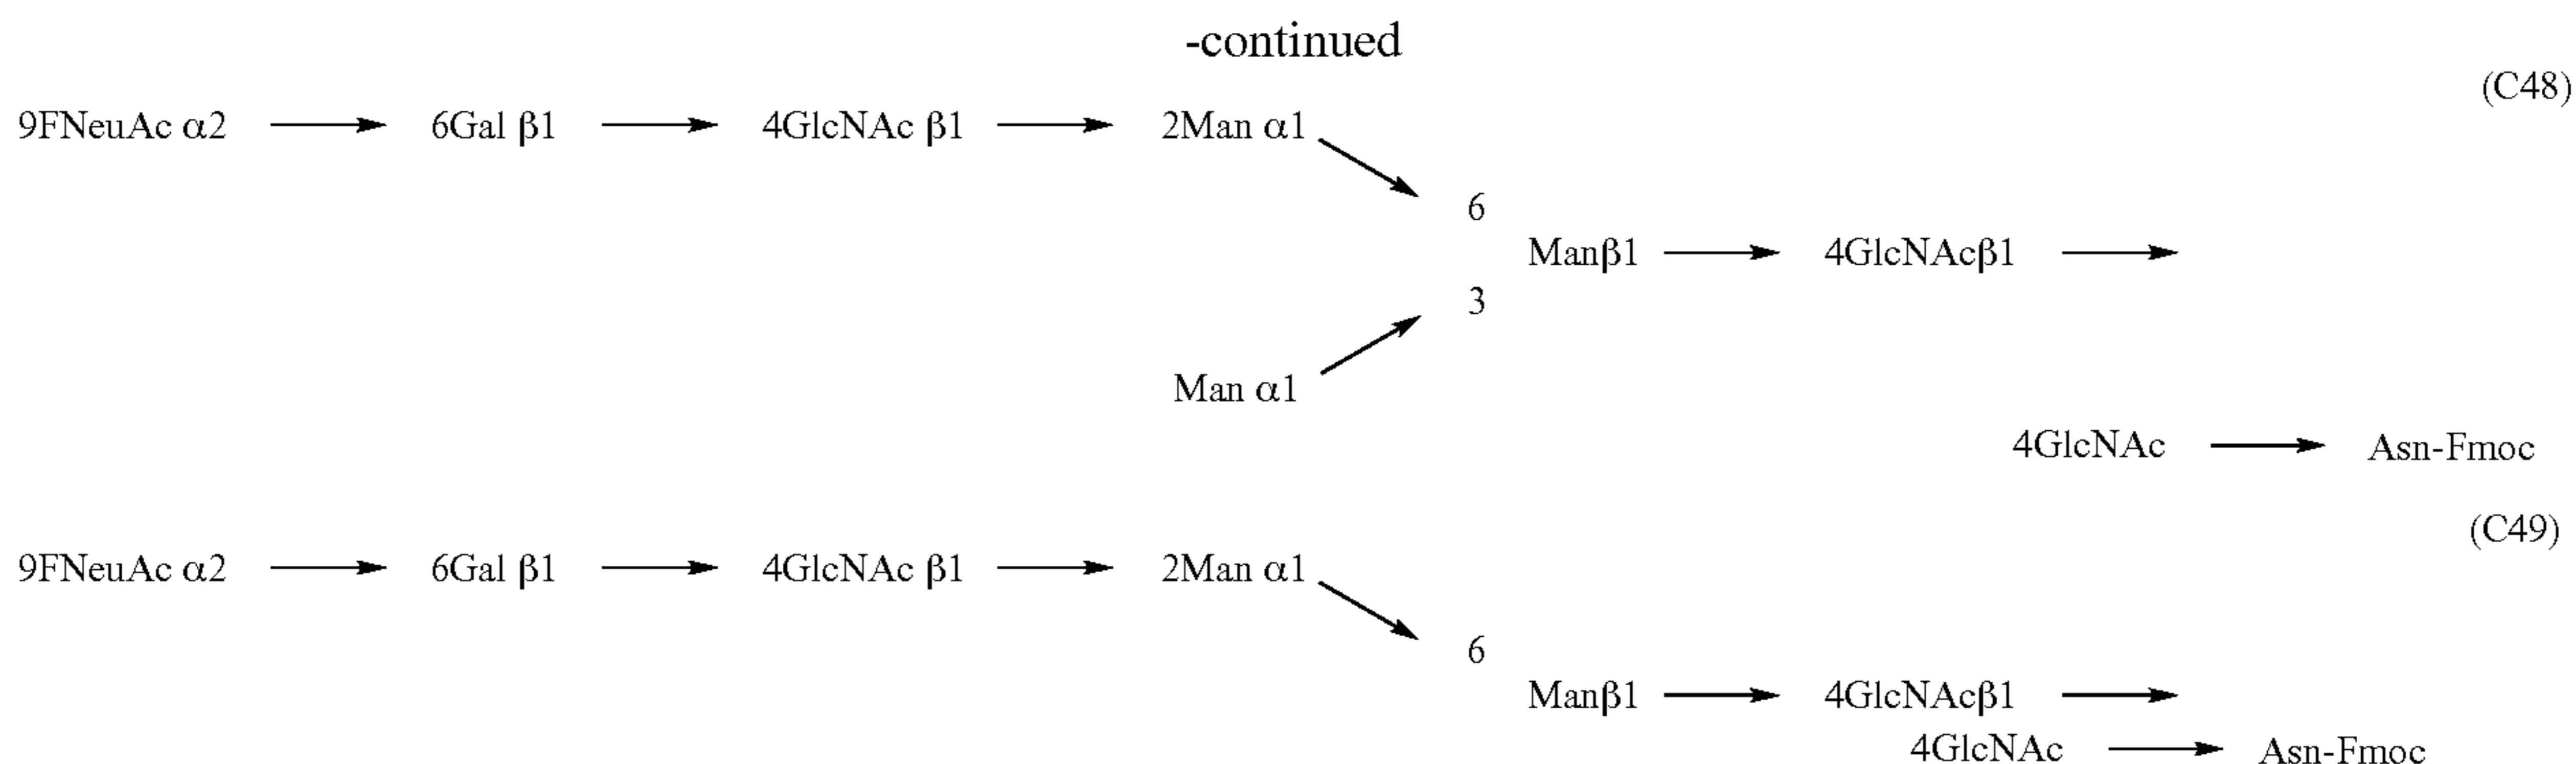 -continued
(C48)
9FNeuAc α2 ⟶ 6Gal β1 ⟶ 4GlcNAc β1 ⟶ 2Man α1
6
Manβ1 ⟶ 4GlcNAcβ1 ⟶
3
Man α1
4GlcNAc ⟶ Asn-Fmoc
(C49)
9FNeuAc α2 ⟶ 6Gal β1 ⟶ 4GlcNAc β1 ⟶ 2Man α1
6
Manβ1 ⟶ 4GlcNAcβ1 ⟶
4GlcNAc ⟶ Asn-Fmoc